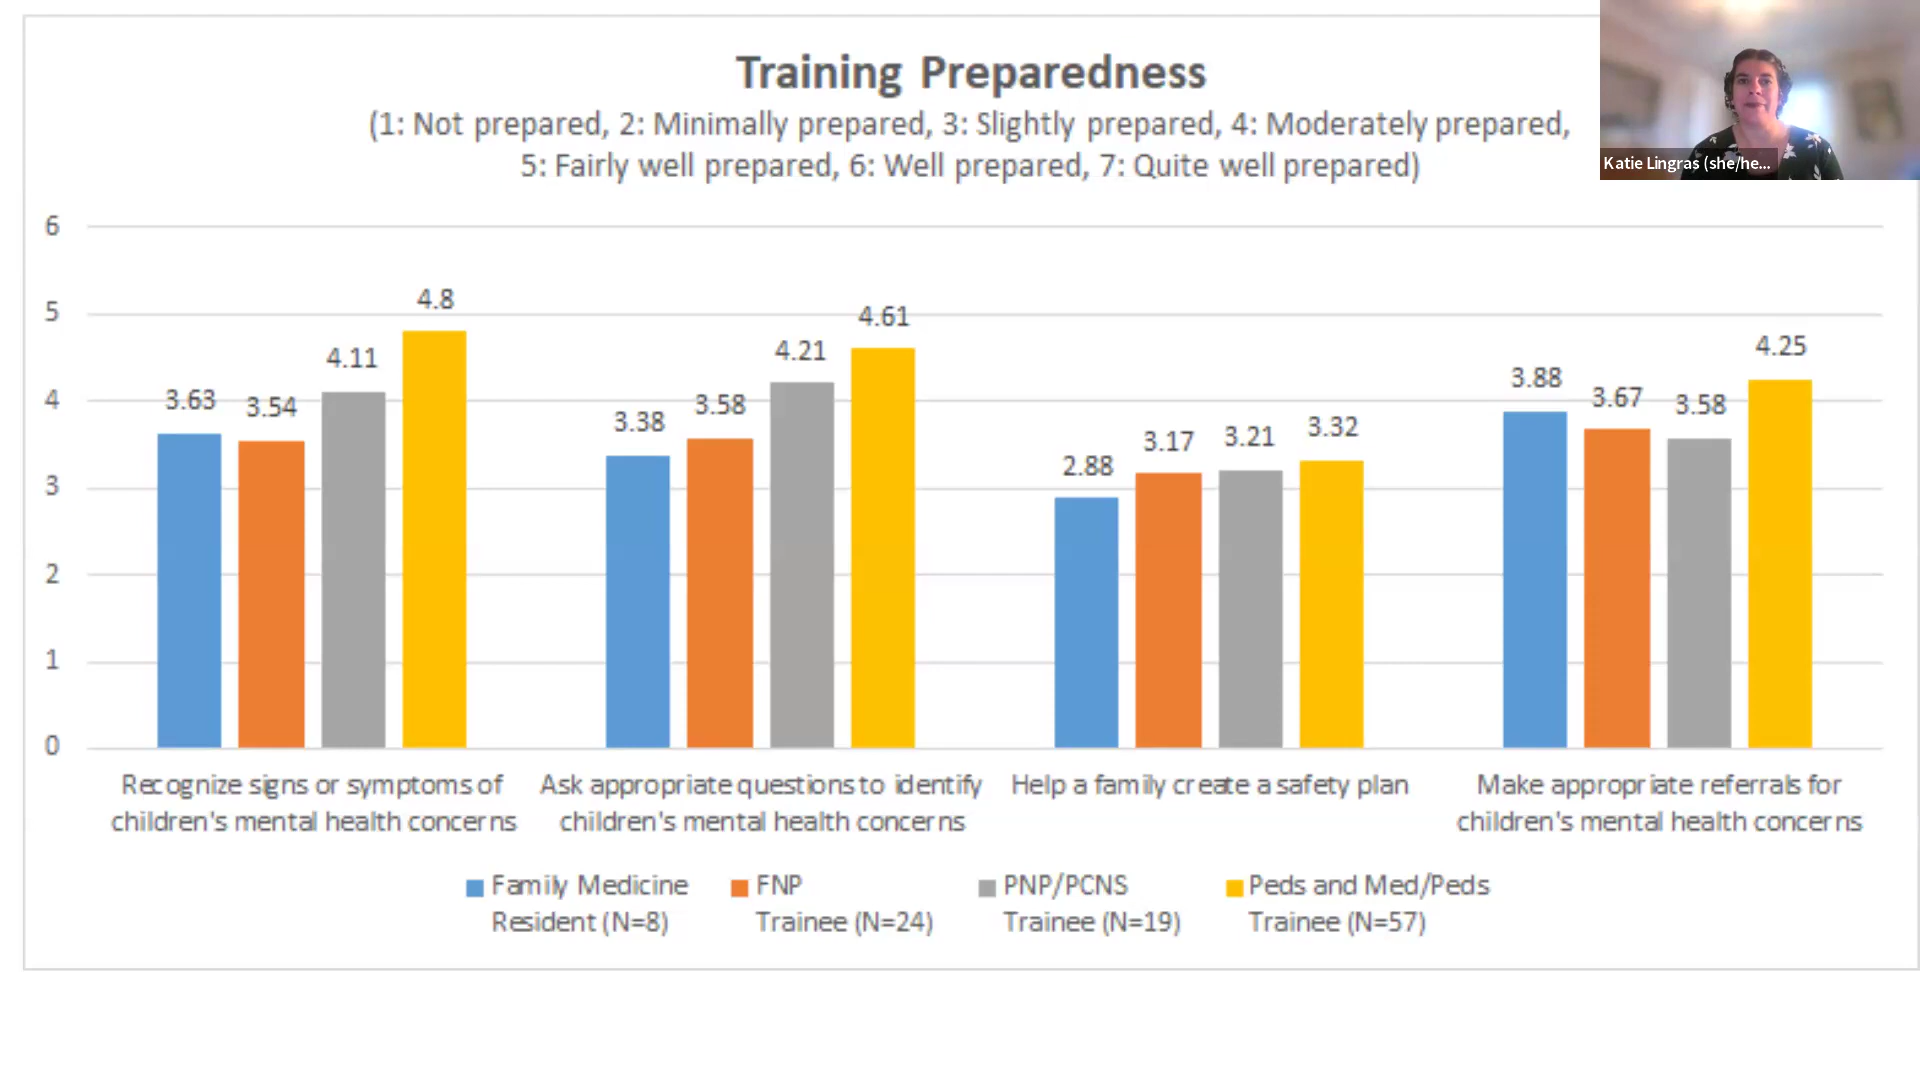 Training Preparedness
(1: Not prepared, 2: Minimally prepared, 3: Slightly prepared, 4: Moderately prepared,
5: Fairly well prepared, 6: Well prepared, 7: Quite well prepared)
Katie Lingras (she/he...
6
5
4
3
2
1
0
3.63
3.54
4.11
4.8
3.38
3.58
4.21
4.61
2.88
3.17
3.21
3.32
3.88
3.67
3.58
4.25
Recognize signs or symptoms of
children's mental health concerns
Ask appropriate questions to identify
children's mental health concerns
Help a family create a safety plan
Make appropriate referrals for
children's mental health concerns
Family Medicine
Resident (N=8)
FNP
Trainee (N=24)
PNP/PCNS
Trainee (N=19)
Peds and Med/Peds
Trainee (N=57)